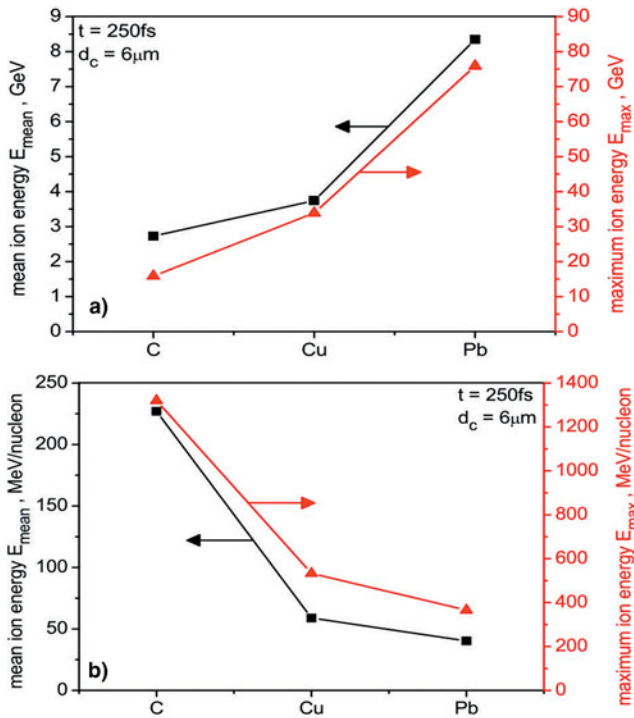 9
8
7
6
5
4
3
2
1
0
mean ion energy E_mean , GeV
t = 250fs
d_c = 6μm
a)
C
Cu
Pb
90
80
70
60
50
40
30
20
10
0
maximum ion energy E_max , GeV
250
200
150
100
50
0
mean ion energy E_mean , MeV/nucleon
t = 250fs
d_c = 6μm
b)
C
Cu
Pb
1400
1200
1000
800
600
400
200
0
maximum ion energy E_max , MeV/nucleon